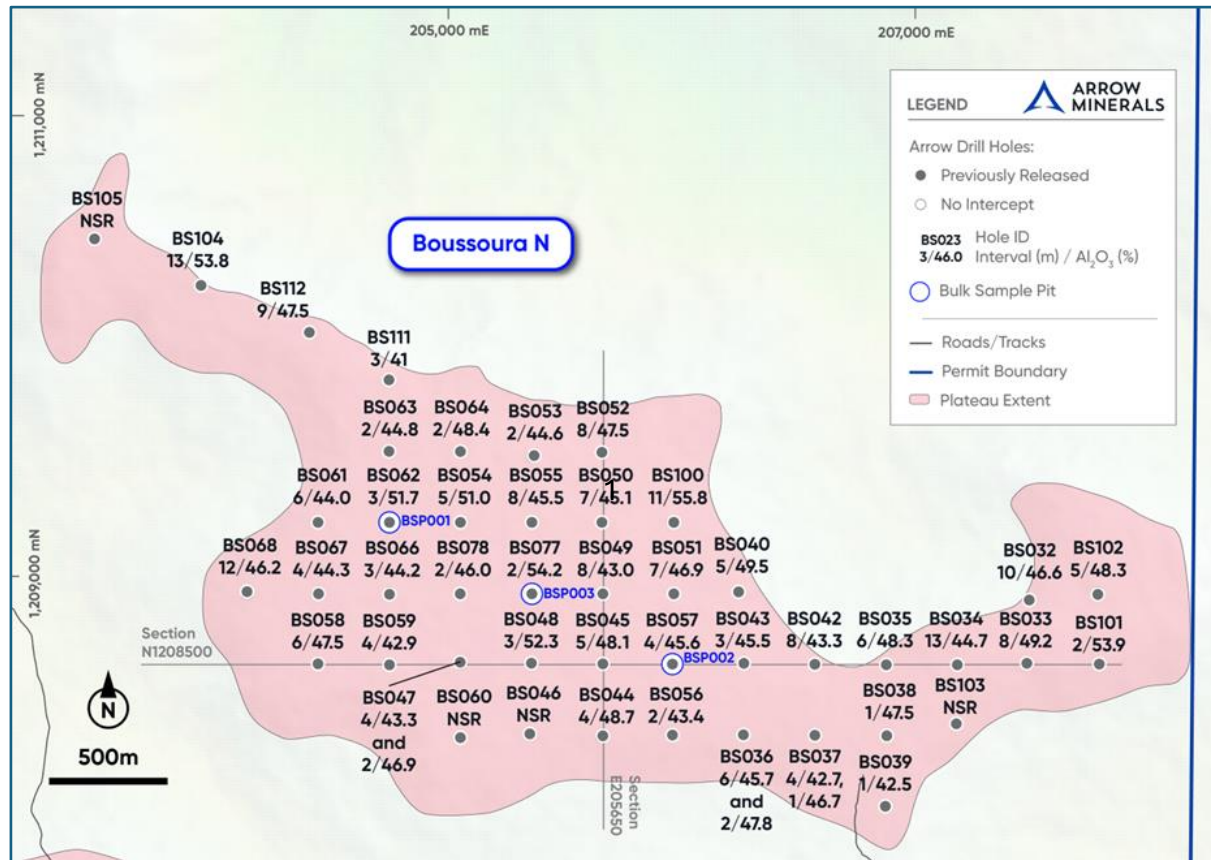 205,000 mE
207,000 mE
1,211,000 mN
1,209,000 mN
LEGEND
ARROW
MINERALS
Arrow Drill Holes:
Previously Released
No Intercept
BS023
3/46.0
Hole ID
Interval (m) / Al₂O₃ (%)
Bulk Sample Pit
Roads/Tracks
Permit Boundary
Plateau Extent
Boussoura N
BS105
NSR
BS104
13/53.8
BS112
9/47.5
BS111
3/41
BS063
2/44.8
BS064
2/48.4
BS053
2/44.6
BS052
8/47.5
BS061
6/44.0
BS062
3/51.7
BS054
5/51.0
BS055
8/45.5
BS050
7/45.1
1
BS100
11/55.8
BSP001
BS068
12/46.2
BS067
4/44.3
BS066
3/44.2
BS078
2/46.0
BS077
2/54.2
BS049
8/43.0
BS051
7/46.9
BS040
5/49.5
BS032
10/46.6
BS102
5/48.3
BSP003
BS058
6/47.5
BS059
4/42.9
BS048
3/52.3
BS045
5/48.1
BS057
4/45.6
BS043
3/45.5
BS042
8/43.3
BS035
6/48.3
BS034
13/44.7
BS033
8/49.2
BS101
2/53.9
Section
N1208500
BSP002
BS047
4/43.3
and
2/46.9
BS060
NSR
BS046
NSR
BS044
4/48.7
BS056
2/43.4
BS038
1/47.5
BS103
NSR
BS036
6/45.7
and
2/47.8
BS037
4/42.7,
1/46.7
BS039
1/42.5
Section
E205650
N
500m